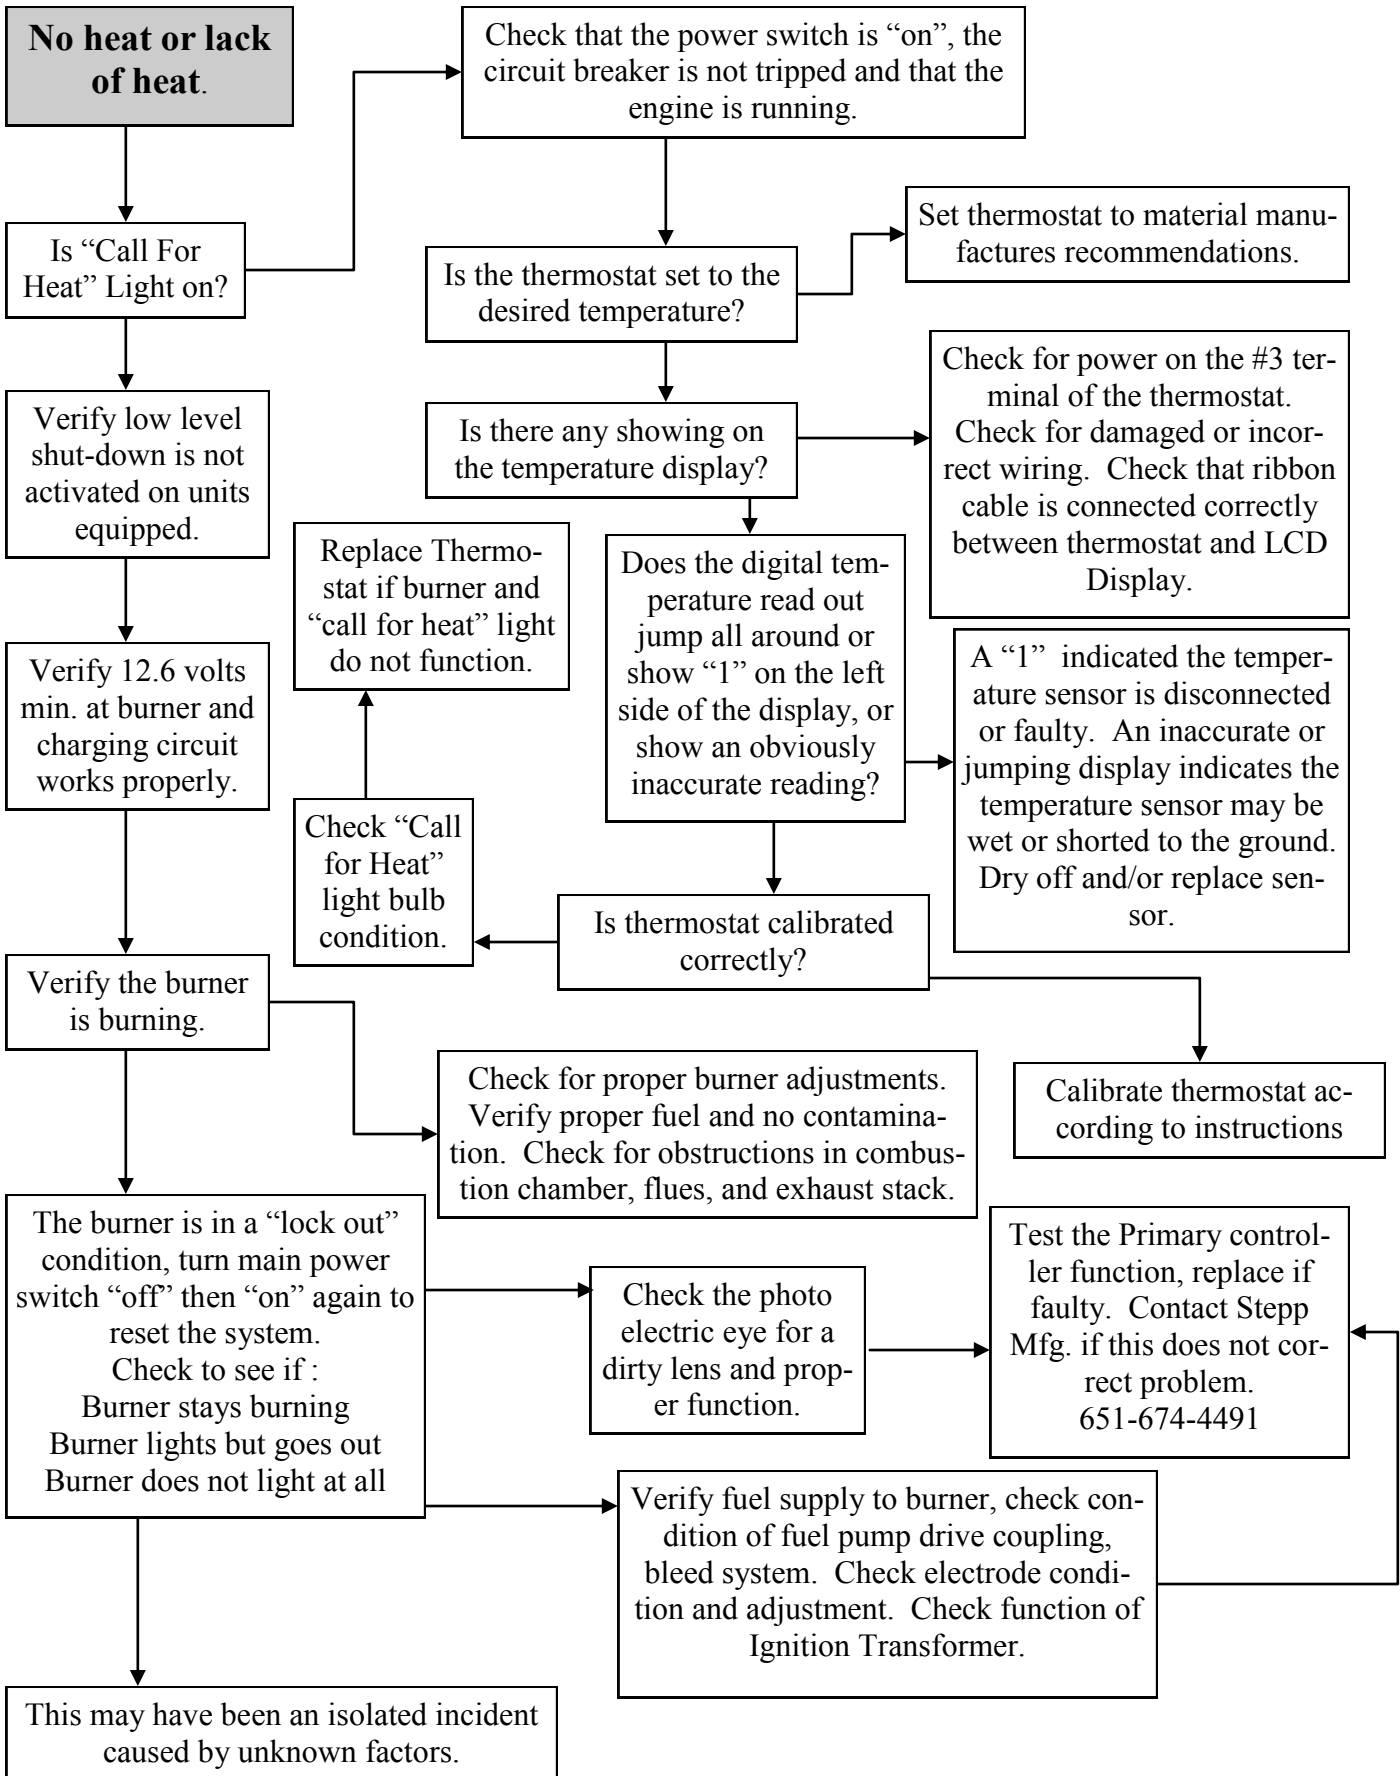 No heat or lack
of heat.
Check that the power switch is “on”, the
circuit breaker is not tripped and that the
engine is running.
Set thermostat to material manu-
factures recommendations.
Is “Call For
Heat” Light on?
Is the thermostat set to the
desired temperature?
Check for power on the #3 ter-
minal of the thermostat.
Check for damaged or incor-
rect wiring.  Check that ribbon
cable is connected correctly
between thermostat and LCD
Display.
Verify low level
shut-down is not
activated on units
equipped.
Is there any showing on
the temperature display?
Replace Thermo-
stat if burner and
“call for heat” light
do not function.
Does the digital tem-
perature read out
jump all around or
show “1” on the left
side of the display, or
show an obviously
inaccurate reading?
A “1”  indicated the temper-
ature sensor is disconnected
or faulty.  An inaccurate or
jumping display indicates the
temperature sensor may be
wet or shorted to the ground.
Dry off and/or replace sen-
sor.
Verify 12.6 volts
min. at burner and
charging circuit
works properly.
Check “Call
for Heat”
light bulb
condition.
Is thermostat calibrated
correctly?
Verify the burner
is burning.
Check for proper burner adjustments.
Verify proper fuel and no contamina-
tion.  Check for obstructions in combus-
tion chamber, flues, and exhaust stack.
Calibrate thermostat ac-
cording to instructions
The burner is in a “lock out”
condition, turn main power
switch “off” then “on” again to
reset the system.
Check to see if :
Burner stays burning
Burner lights but goes out
Burner does not light at all
Check the photo
electric eye for a
dirty lens and prop-
er function.
Test the Primary control-
ler function, replace if
faulty.  Contact Stepp
Mfg. if this does not cor-
rect problem.
651-674-4491
Verify fuel supply to burner, check con-
dition of fuel pump drive coupling,
bleed system.  Check electrode condi-
tion and adjustment.  Check function of
Ignition Transformer.
This may have been an isolated incident
caused by unknown factors.